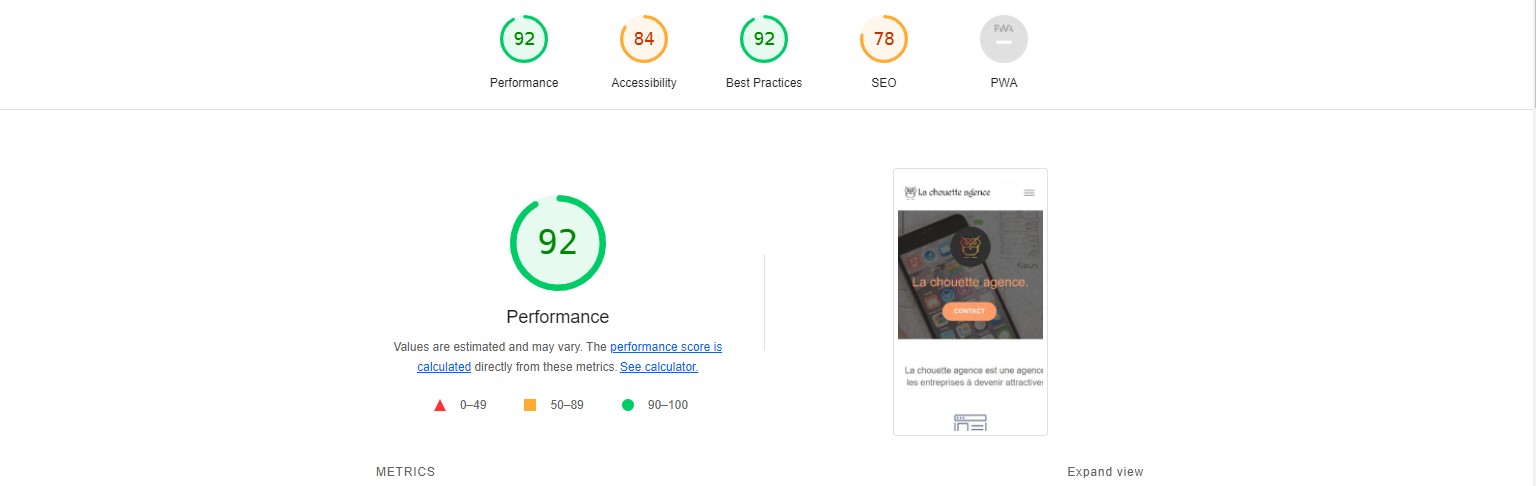 92 84 92 78 PWA
Performance Accessibility Best Practices SEO PWA
92
Performance
Values are estimated and may vary. The performance score is
calculated directly from these metrics. See calculator.
0–49 50–89 90–100
La chouette agence
La chouette agence.
CONTACT
La chouette agence est une agence
les entreprises à devenir attractives
METRICS
Expand view